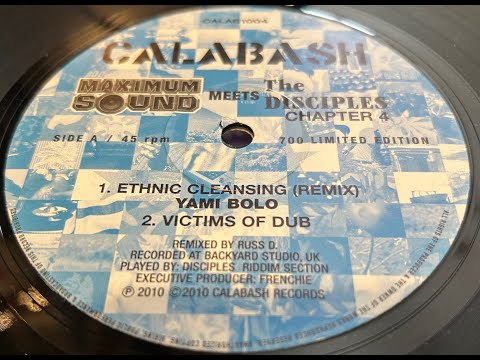 CALAB1004
CALABASH
MAXIMUM SOUND MEETS The DISCIPLES
CHAPTER 4
SIDE A / 45 rpm 700 LIMITED EDITION
1. ETHNIC CLEANSING (REMIX)
YAMI BOLO
2. VICTIMS OF DUB
REMIXED BY RUSS D.
RECORDED AT BACKYARD STUDIO, UK
PLAYED BY: DISCIPLES RIDDIM SECTION
EXECUTIVE PRODUCER: FRENCHIE
℗ 2010 ©2010 CALABASH RECORDS